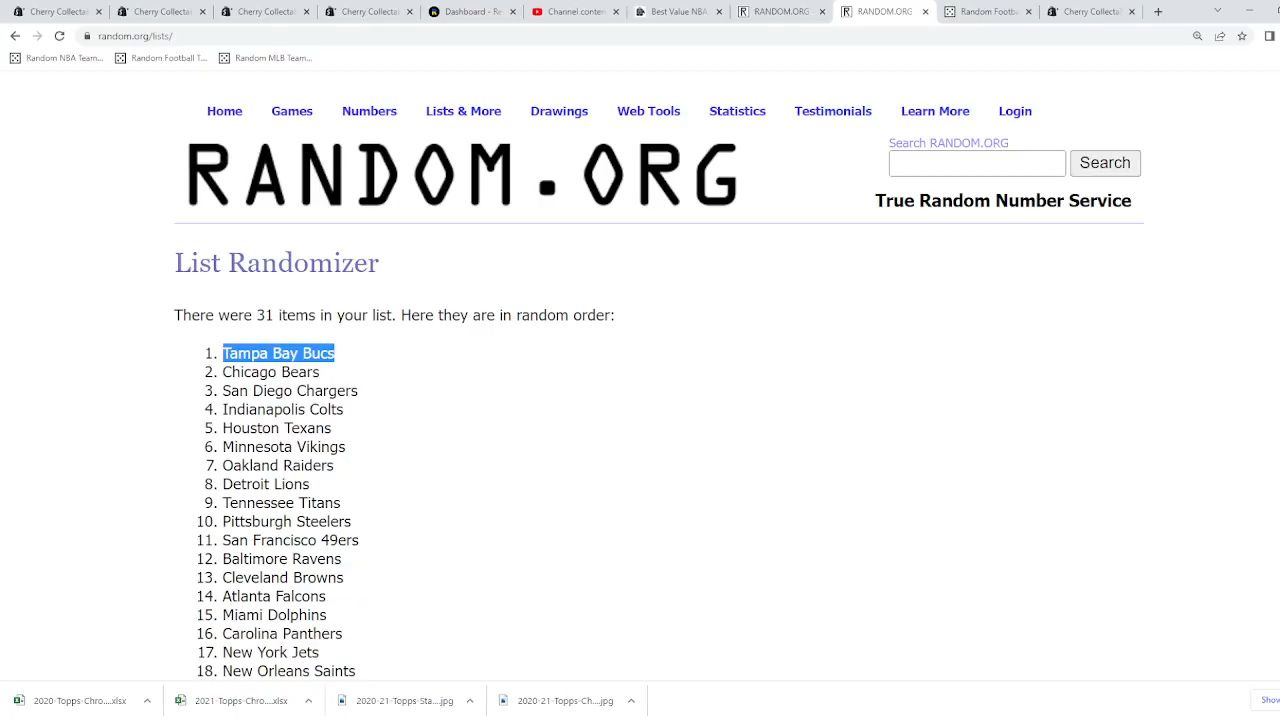 Cherry Collectab
Cherry Collectab
Cherry Collectab
Cherry Collectab
Dashboard - Re
Channel conten
Best Value NBA
RANDOM.ORG
RANDOM.ORG
Random Footba
Cherry Collectab
random.org/lists/
Random NBA Team...
Random Football T...
Random MLB Team...
Home Games Numbers Lists & More Drawings Web Tools Statistics Testimonials Learn More Login
RANDOM.ORG
Search RANDOM.ORG
Search
True Random Number Service
List Randomizer
There were 31 items in your list. Here they are in random order:
1. Tampa Bay Bucs
2. Chicago Bears
3. San Diego Chargers
4. Indianapolis Colts
5. Houston Texans
6. Minnesota Vikings
7. Oakland Raiders
8. Detroit Lions
9. Tennessee Titans
10. Pittsburgh Steelers
11. San Francisco 49ers
12. Baltimore Ravens
13. Cleveland Browns
14. Atlanta Falcons
15. Miami Dolphins
16. Carolina Panthers
17. New York Jets
18. New Orleans Saints
2020-Topps-Chro....xlsx
2021-Topps-Chro....xlsx
2020-21-Topps-Sta....jpg
2020-21-Topps-Ch....jpg
Show